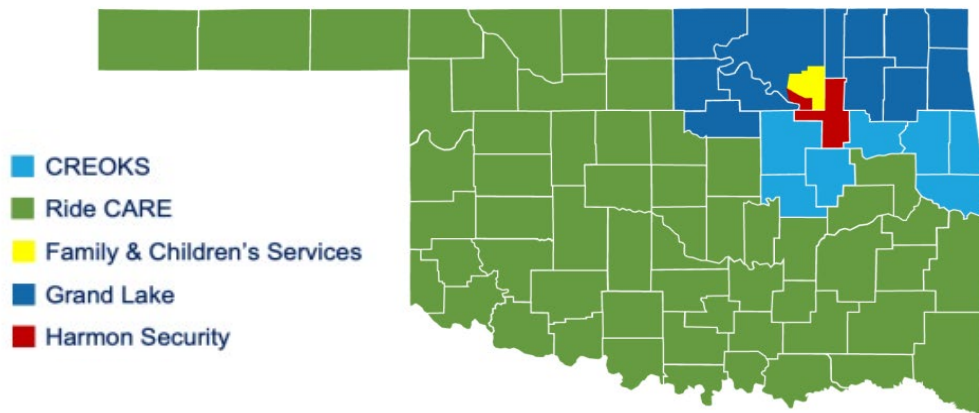 CREOKS
Ride CARE
Family & Children's Services
Grand Lake
Harmon Security